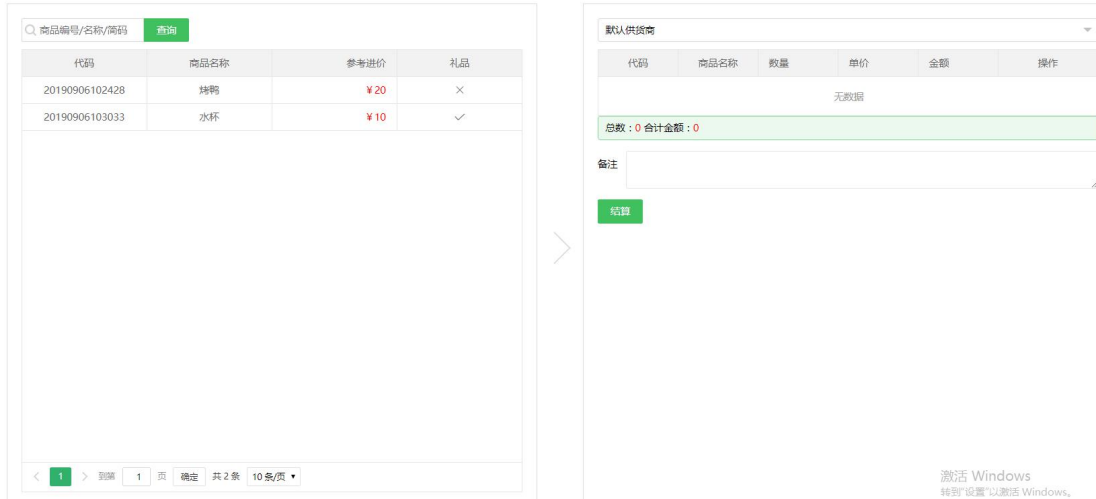 商品编号/名称/简码 查询
代码 商品名称 参考进价 礼品
20190906102428 烤鸭 ¥20
20190906103033 水杯 ¥10
1 到第 1 页 确定 共 2 条 10 条/页
默认供货商
代码 商品名称 数量 单价 金额 操作
无数据
总数：0 合计金额：0
备注
结算
激活 Windows
转到"设置"以激活 Windows。